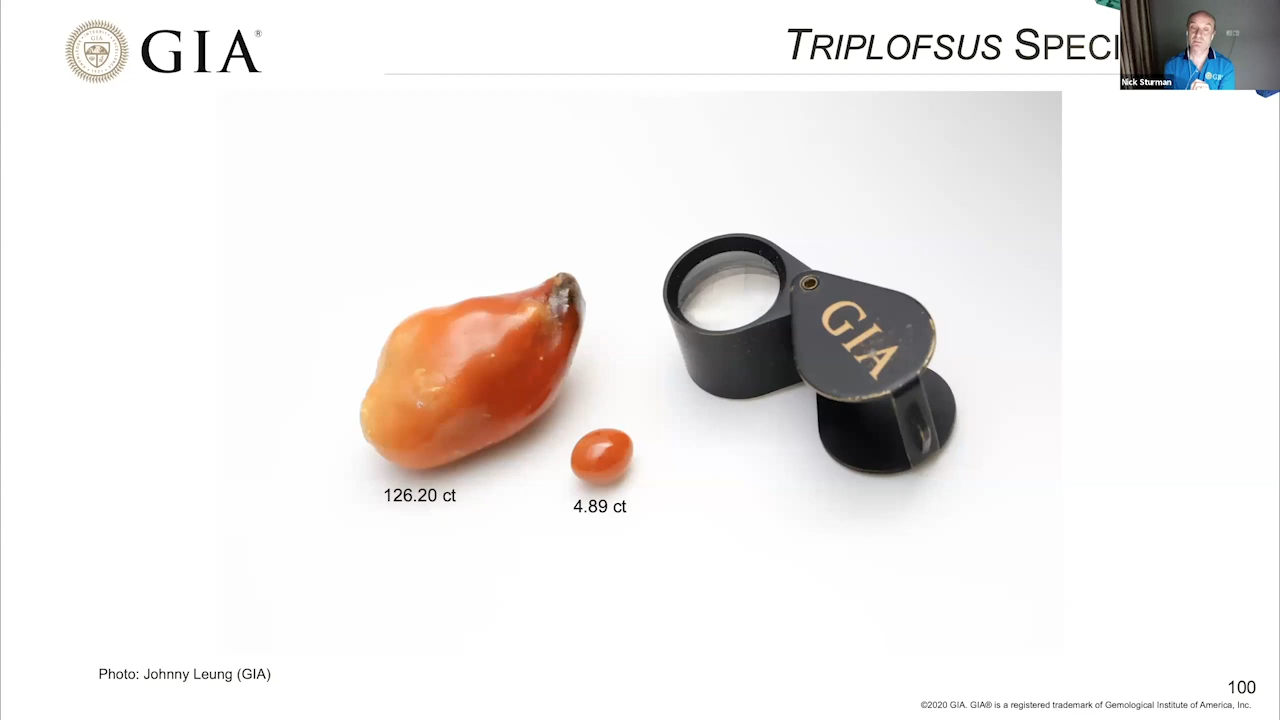 GIA®
TRIPLOFSUS SPECI
Nick Sturman
GIA
126.20 ct
4.89 ct
Photo: Johnny Leung (GIA)
100
©2020 GIA. GIA® is a registered trademark of Gemological Institute of America, Inc.